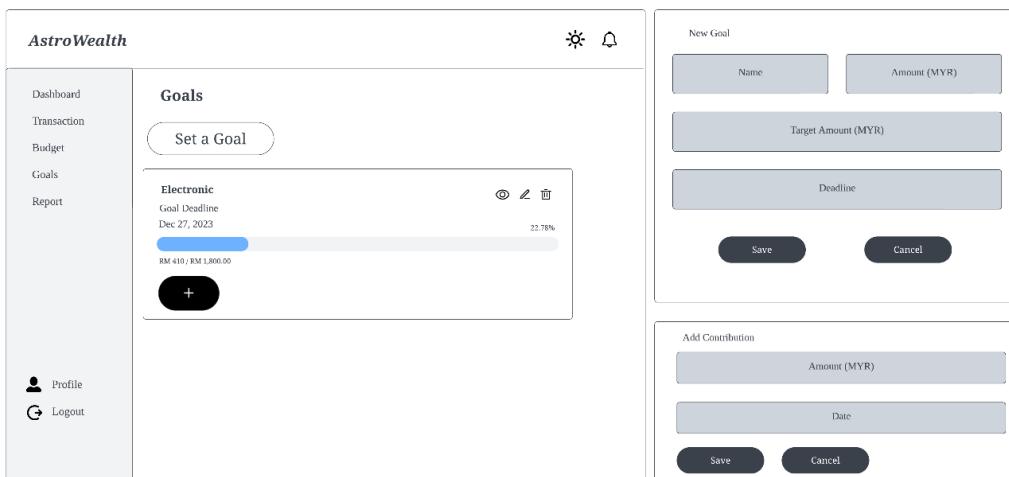 AstroWealth
Dashboard
Transaction
Budget
Goals
Report
Profile
Logout
Goals
Set a Goal
Electronic
Goal Deadline
Dec 27, 2023
22.78%
RM 410 / RM 1,800.00
+
New Goal
Name
Amount (MYR)
Target Amount (MYR)
Deadline
Save
Cancel
Add Contribution
Amount (MYR)
Date
Save
Cancel